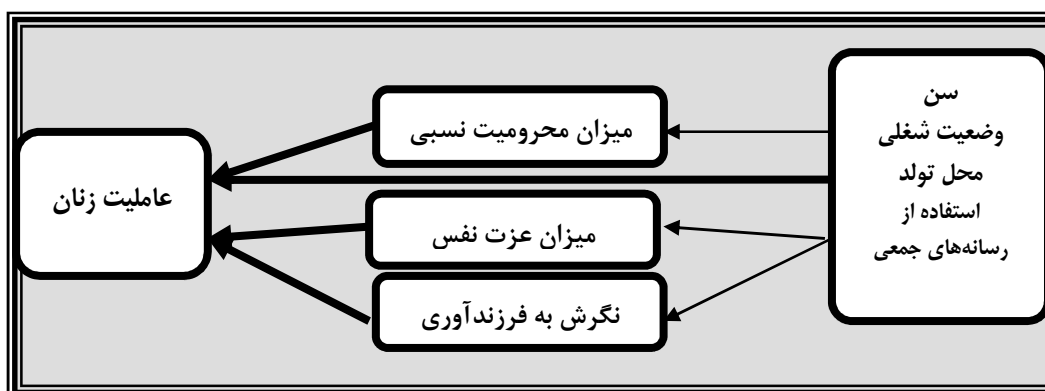 سن
وضعیت شغلی
محل تولد
استفاده از
رسانه‌های جمعی
میزان محرومیت نسبی
میزان عزت نفس
نگرش به فرزندآوری
عاملیت زنان